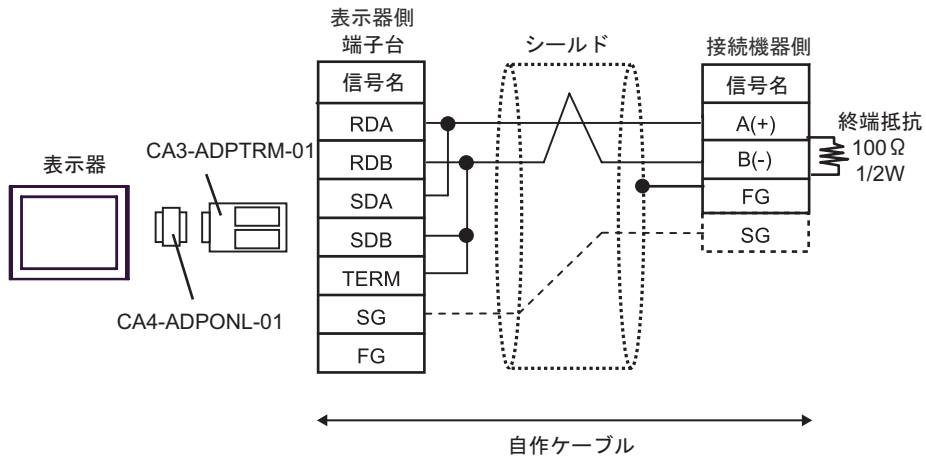 表示器側
端子台
シールド
接続機器側
信号名
信号名
RDA
A(+)
終端抵抗
100Ω
1/2W
表示器
CA3-ADPTRM-01
RDB
B(-)
SDA
FG
SDB
SG
TERM
CA4-ADPONL-01
SG
FG
自作ケーブル